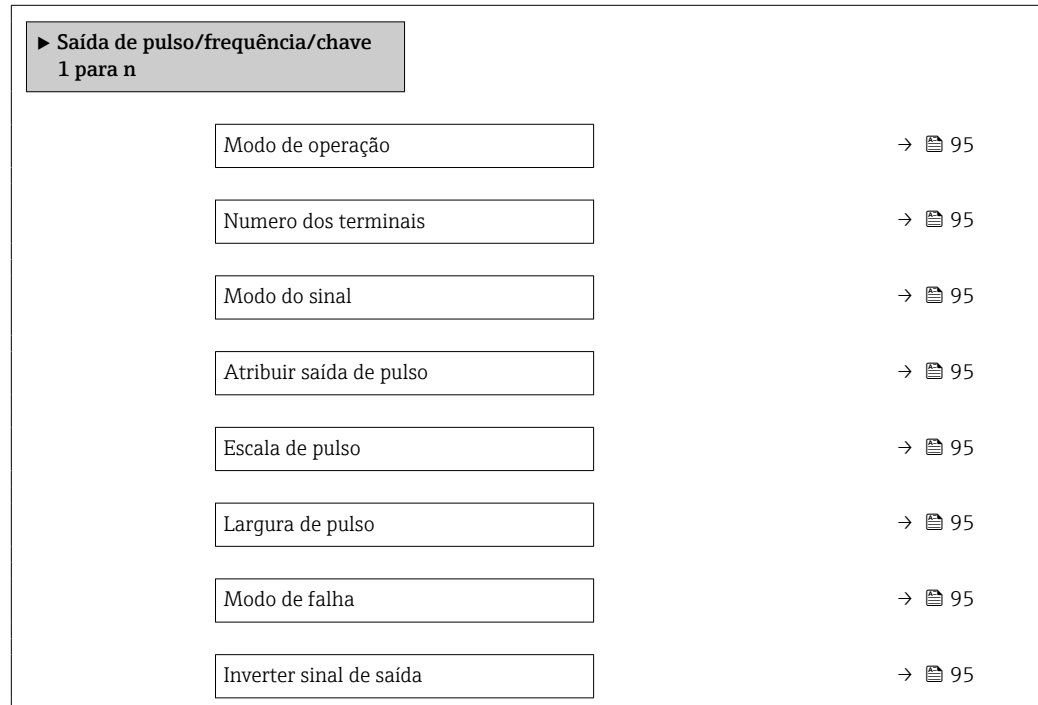 ▶ Saída de pulso/frequência/chave
1 para n
Modo de operação → 95
Numero dos terminais → 95
Modo do sinal → 95
Atribuir saída de pulso → 95
Escala de pulso → 95
Largura de pulso → 95
Modo de falha → 95
Inverter sinal de saída → 95